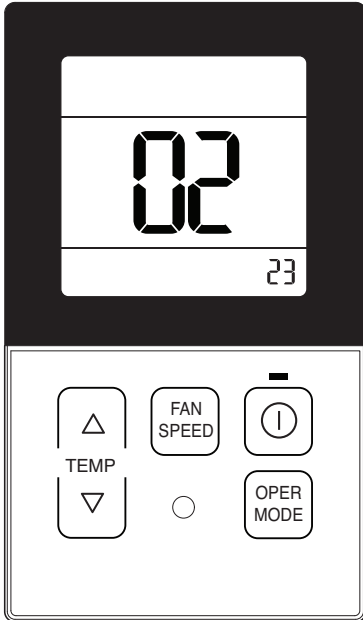 02
23
FAN
SPEED
TEMP
OPER
MODE